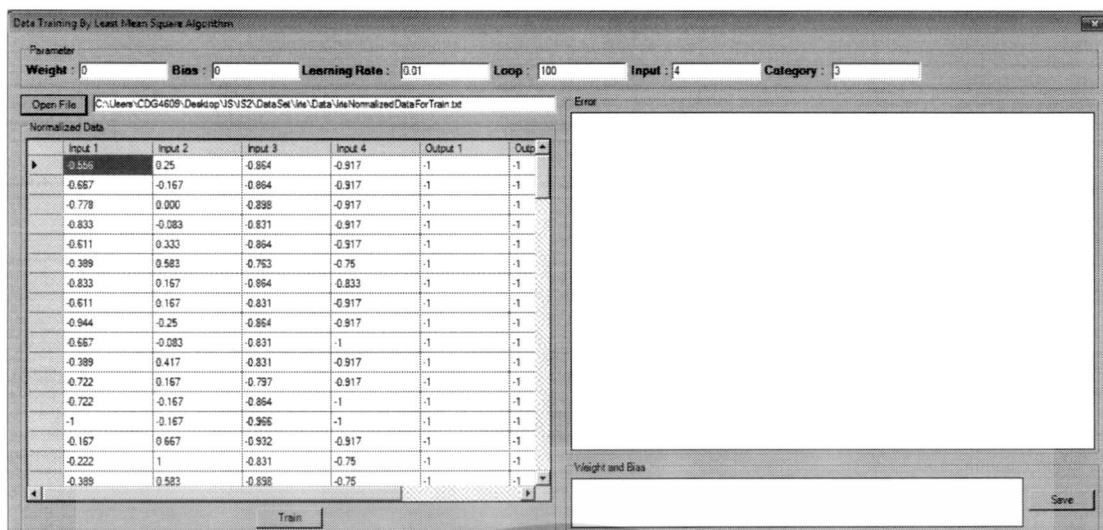 Data Training By Least Mean Square Algorithm
Parameter
Weight : 0 Bias : 0 Learning Rate : 0.01 Loop : 100 Input : 4 Category : 3
Open File C:\Users\CDG4609\Desktop\IS\IS2\DataSet\Iris\Data\IrisNormalizedDataForTrain.txt
Error
Normalized Data
Input 1 Input 2 Input 3 Input 4 Output 1 Outp
-0.556 0.25 -0.864 -0.917 -1 -1
-0.667 -0.167 -0.864 -0.917 -1 -1
-0.778 0.000 -0.898 -0.917 -1 -1
-0.833 -0.083 -0.831 -0.917 -1 -1
-0.611 0.333 -0.864 -0.917 -1 -1
-0.389 0.583 -0.763 -0.75 -1 -1
-0.833 0.167 -0.864 -0.833 -1 -1
-0.611 0.167 -0.831 -0.917 -1 -1
-0.944 -0.25 -0.864 -0.917 -1 -1
-0.667 -0.083 -0.831 -1 -1 -1
-0.389 0.417 -0.831 -0.917 -1 -1
-0.722 0.167 -0.797 -0.917 -1 -1
-0.722 -0.167 -0.864 -1 -1 -1
-1 -0.167 -0.966 -1 -1 -1
-0.167 0.667 -0.932 -0.917 -1 -1
-0.222 1 -0.831 -0.75 -1 -1
-0.389 0.583 -0.898 -0.75 -1 -1
Weight and Bias
Save
Train